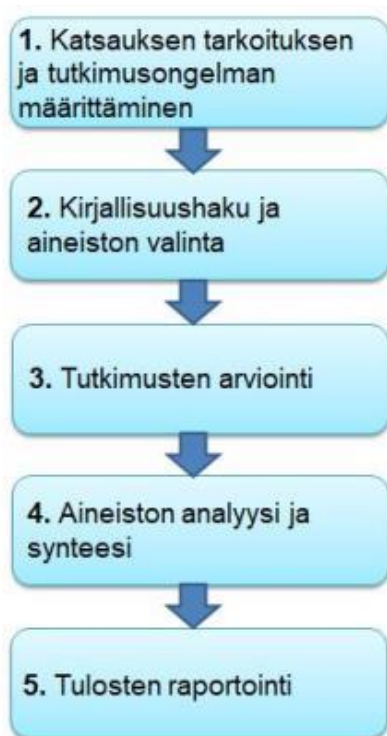 1. Katsauksen tarkoituksen
ja tutkimusongelman
määrittäminen
2. Kirjallisuushaku ja
aineiston valinta
3. Tutkimusten arviointi
4. Aineiston analyysi ja
synteesi
5. Tulosten raportointi